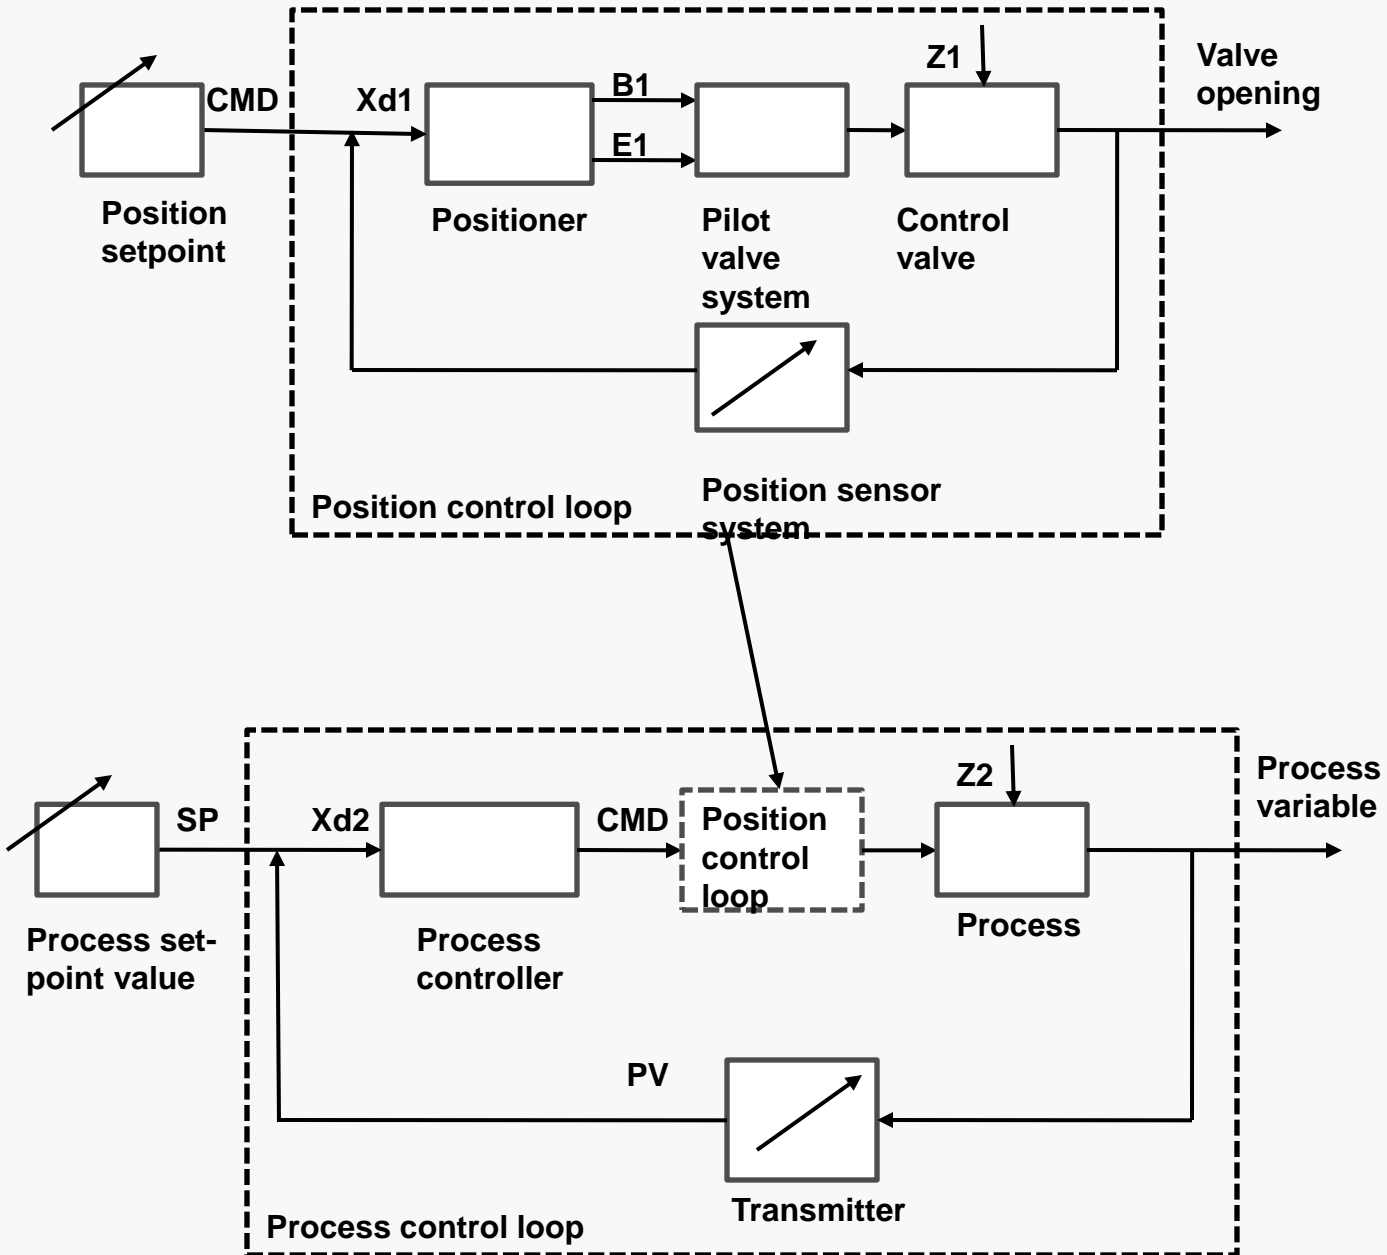 Z1
Valve
opening
CMD
Xd1
B1
E1
Position
setpoint
Positioner
Pilot
valve
system
Control
valve
Position control loop
Position sensor
system
Z2
Process
variable
SP
Xd2
CMD
Position
control
loop
Process set-
point value
Process
controller
Process
PV
Transmitter
Process control loop